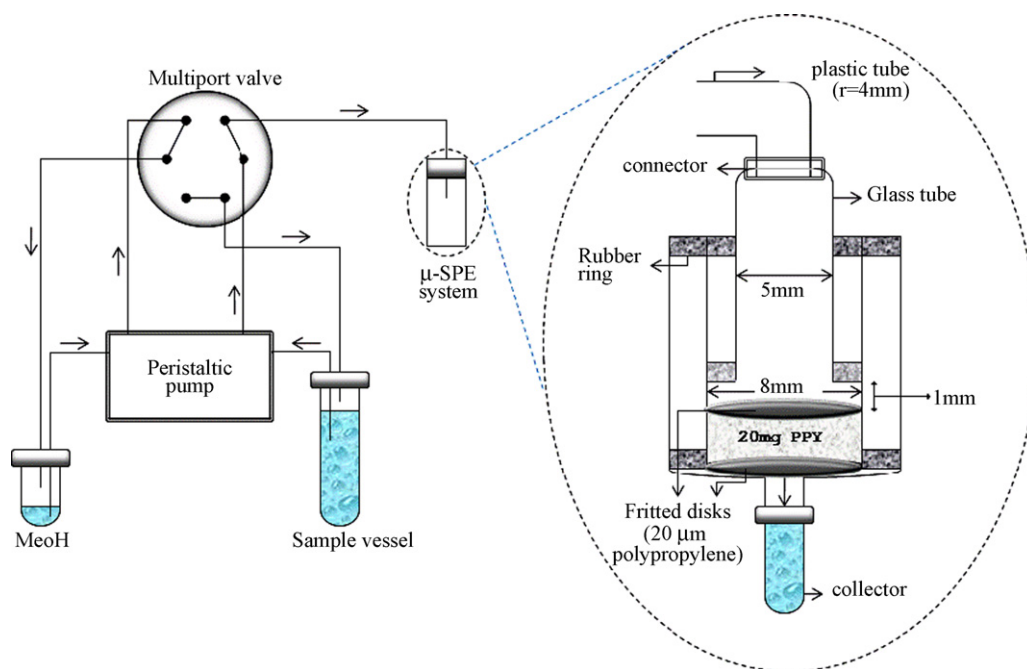 Multiport valve
μ-SPE
system
Peristaltic
pump
MeoH
Sample vessel
plastic tube
(r=4mm)
connector
Glass tube
Rubber
ring
5mm
8mm
1mm
20mg PPY
Fritted disks
(20 μm
polypropylene)
collector